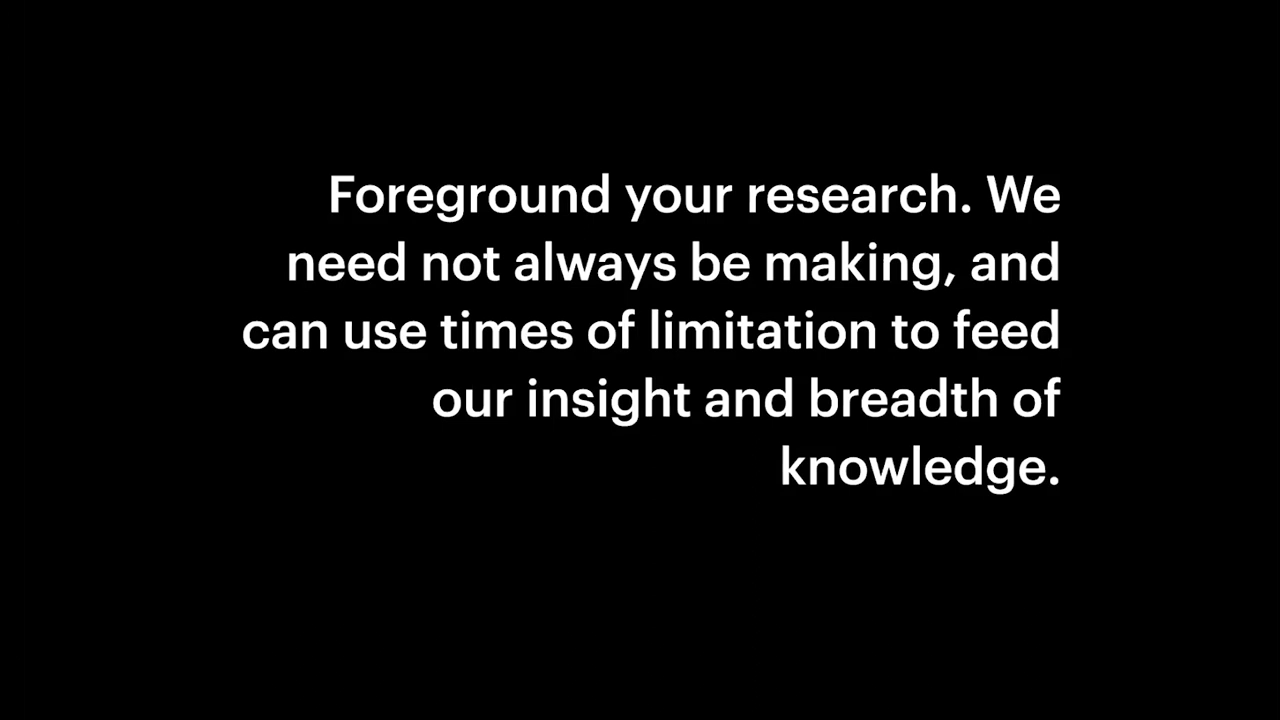 Foreground your research. We
need not always be making, and
can use times of limitation to feed
our insight and breadth of
knowledge.